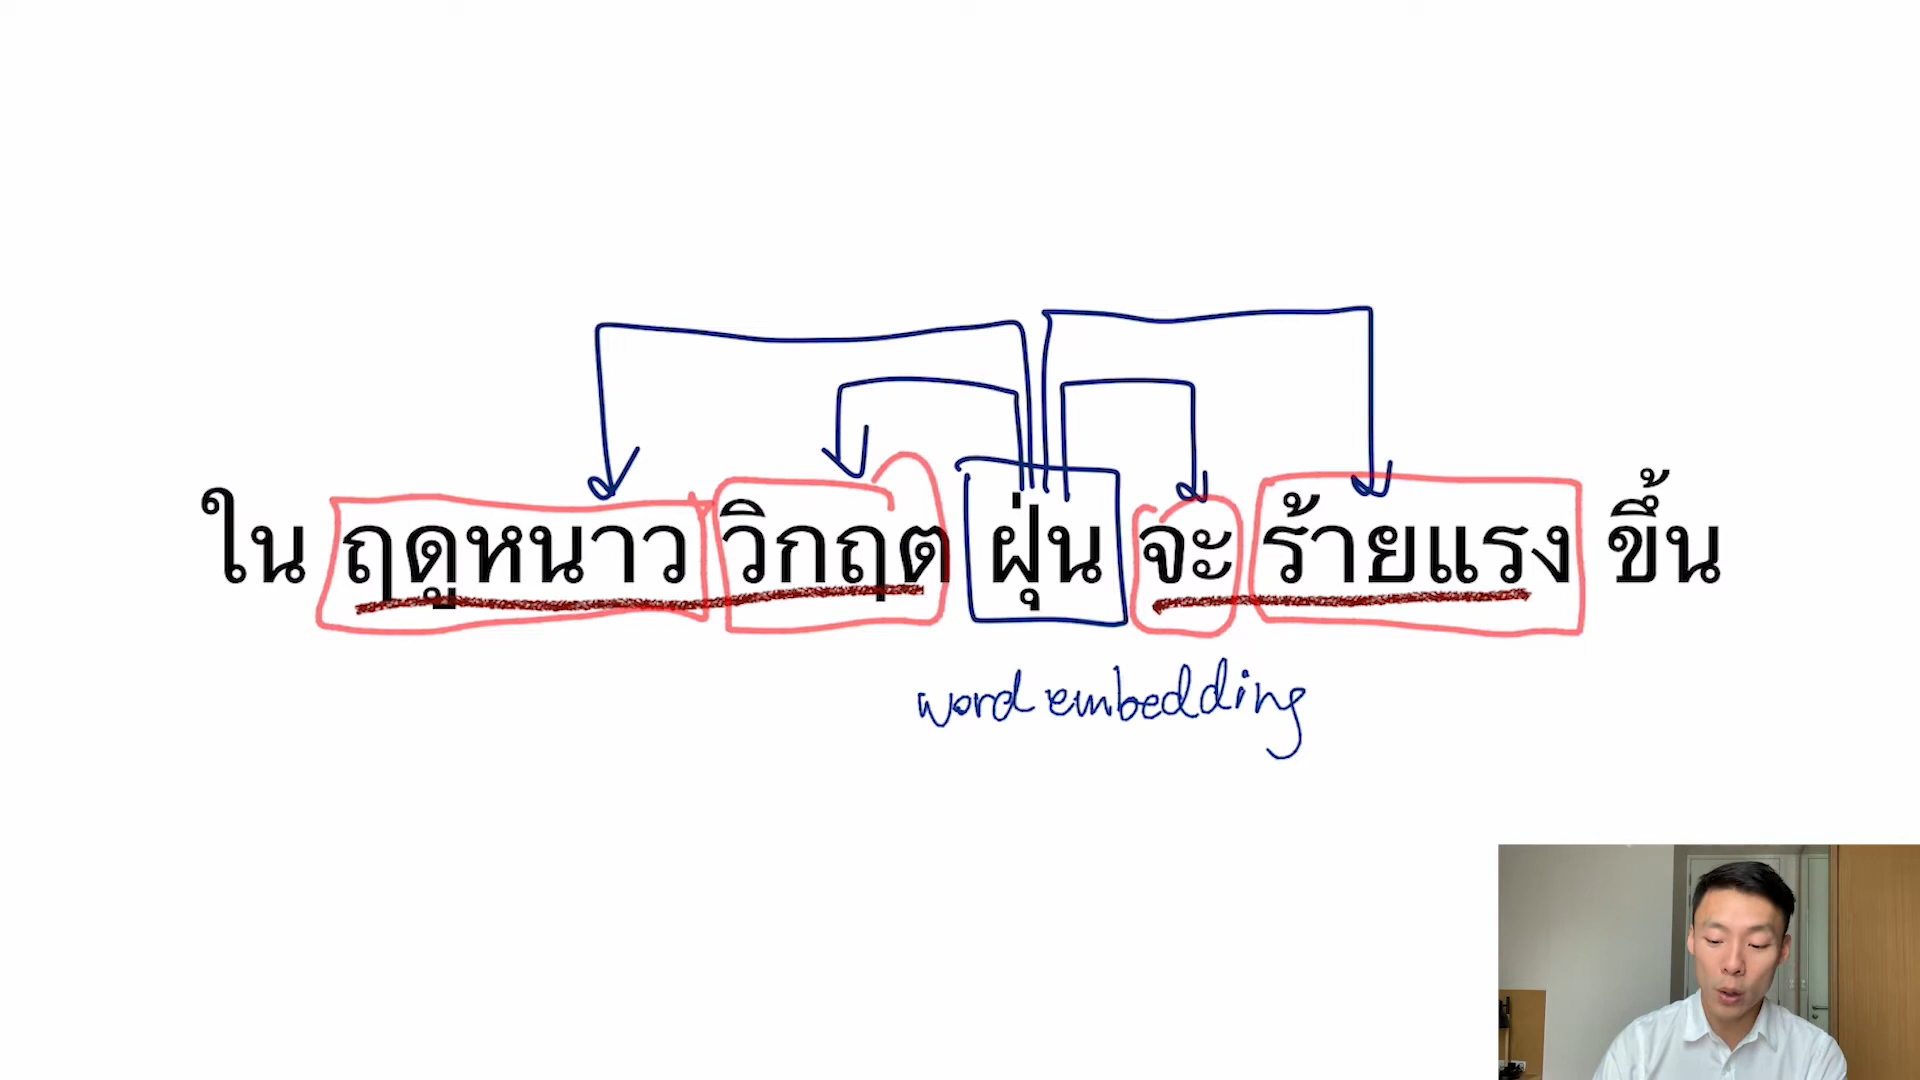 ใน ฤดูหนาว วิกฤต ฝุ่น จะ ร้ายแรง ขึ้น
word embedding